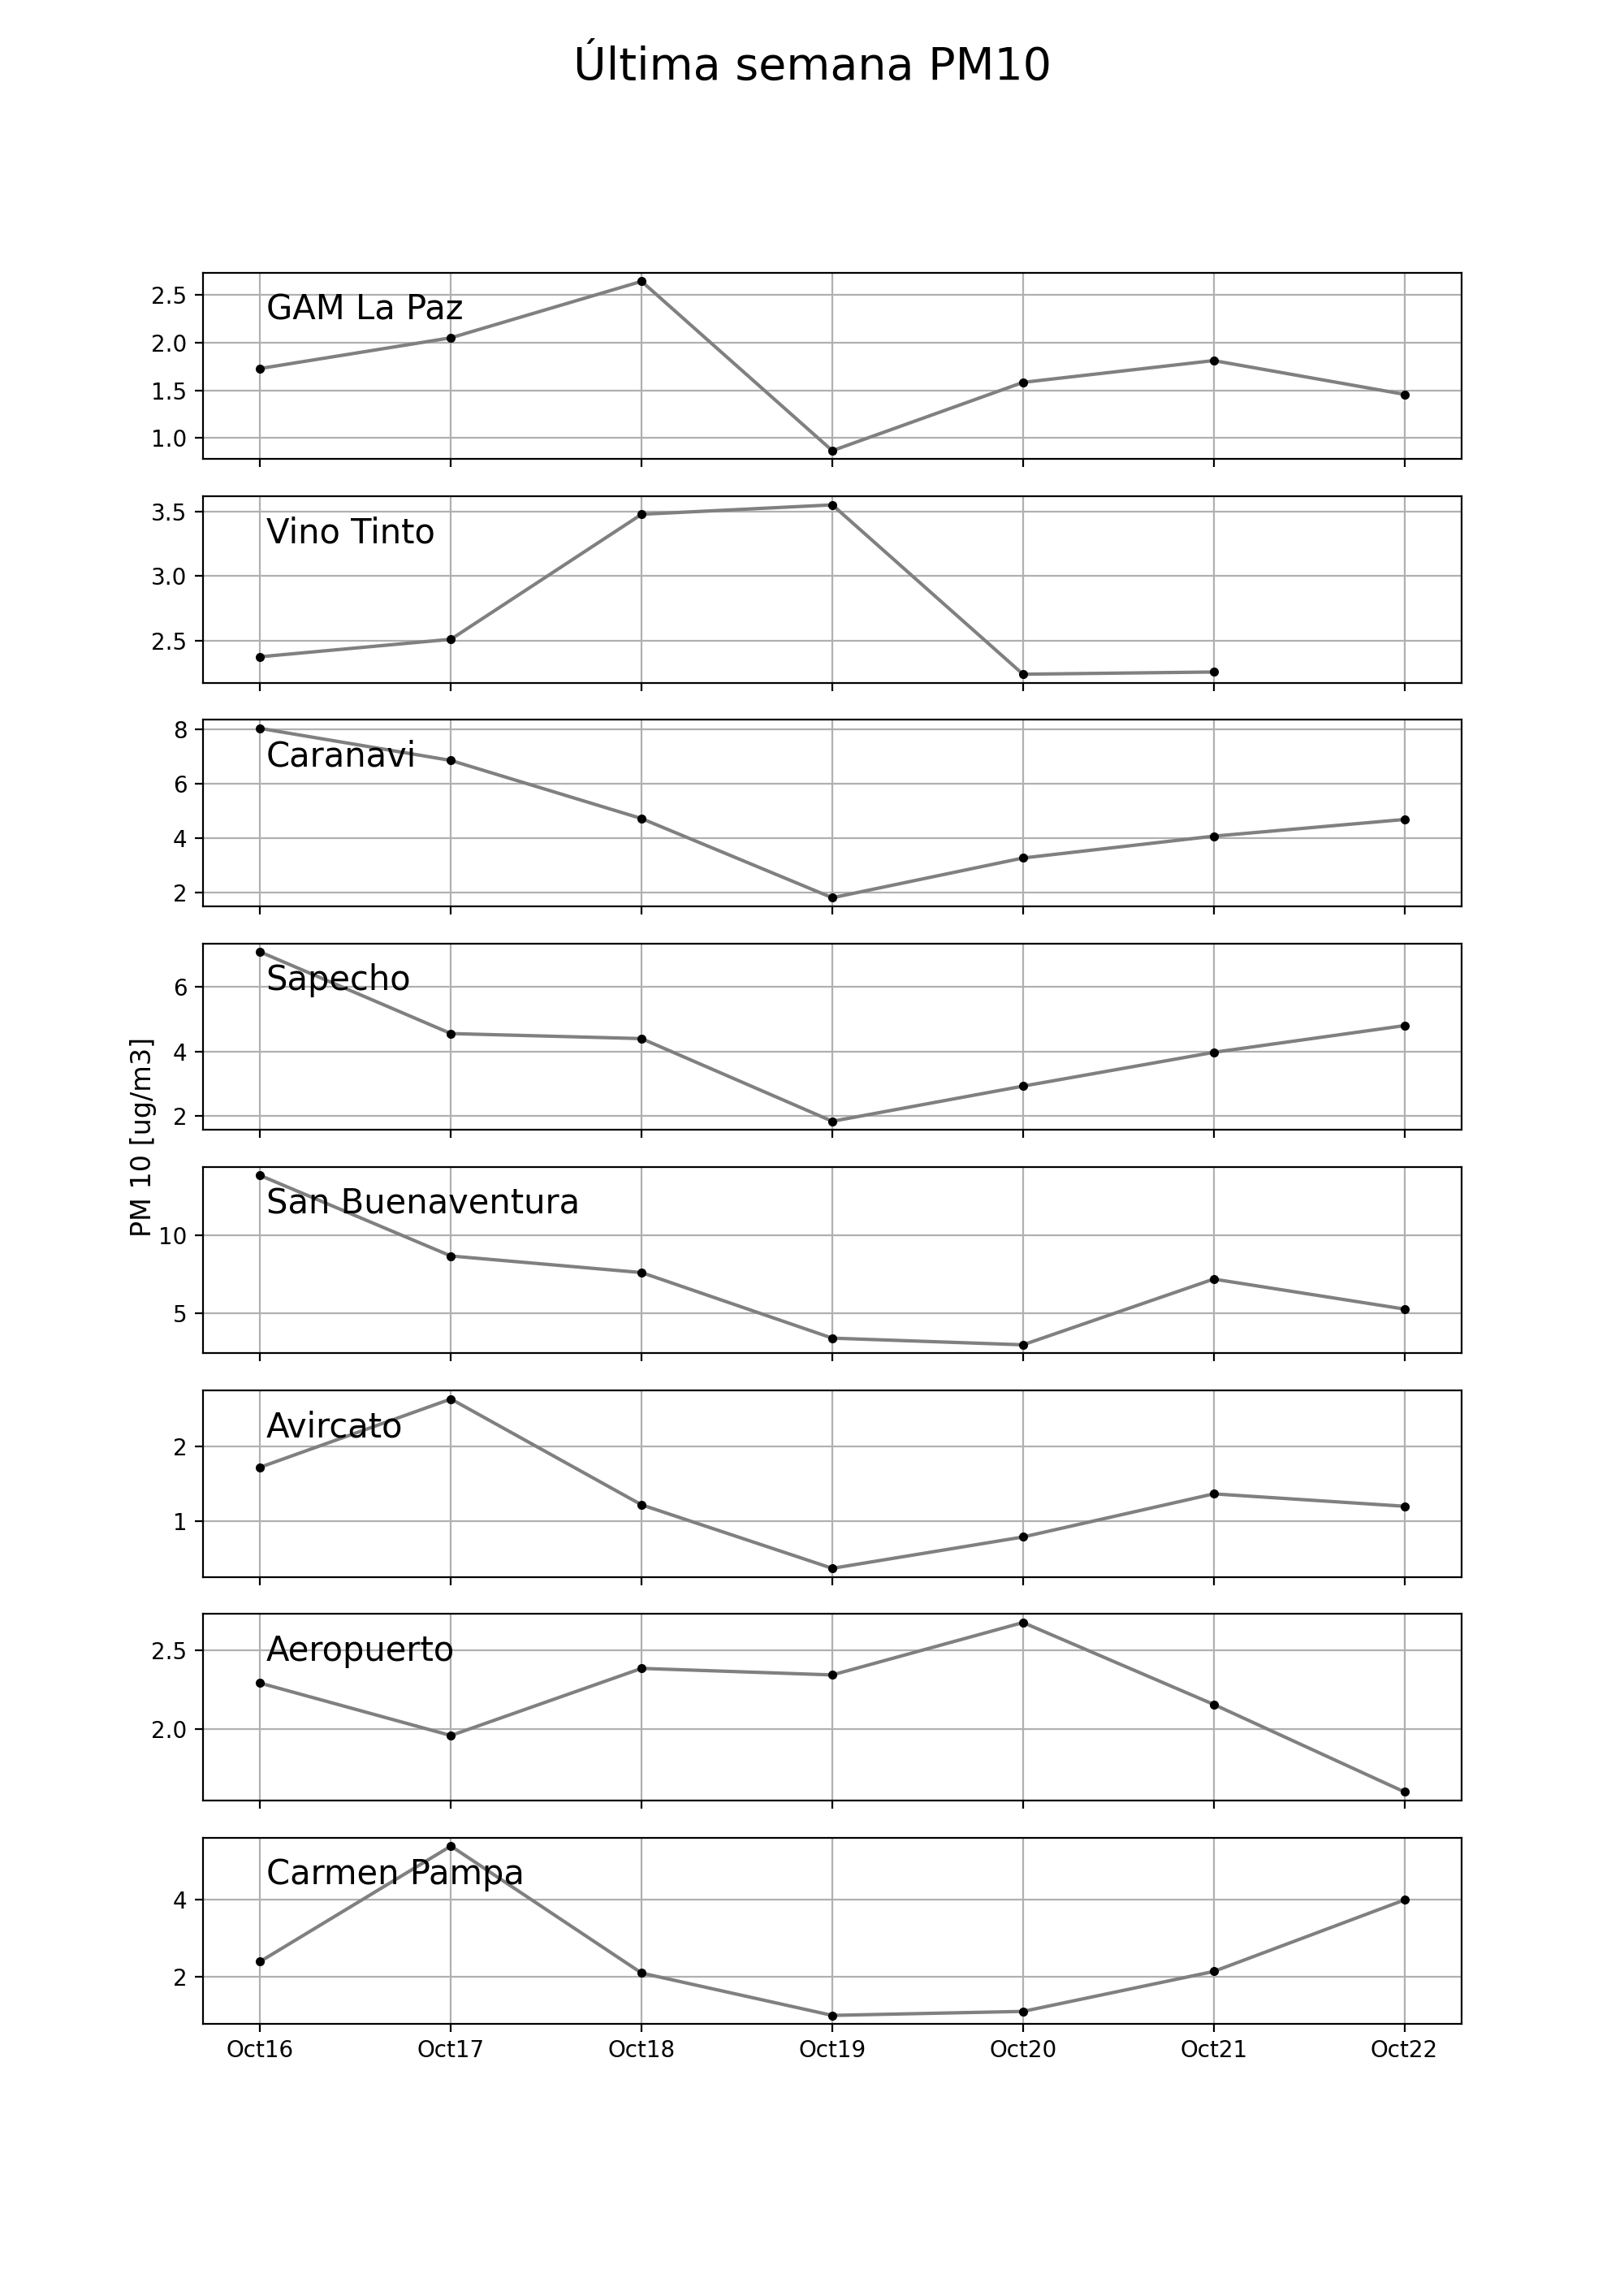 Última semana PM10
GAM La Paz
2.5
2.0
1.5
1.0
Vino Tinto
3.5
3.0
2.5
Caranavi
8
6
4
2
Sapecho
6
4
2
PM 10 [ug/m3]
San Buenaventura
10
5
Avircato
2
1
Aeropuerto
2.5
2.0
Carmen Pampa
4
2
Oct16 Oct17 Oct18 Oct19 Oct20 Oct21 Oct22